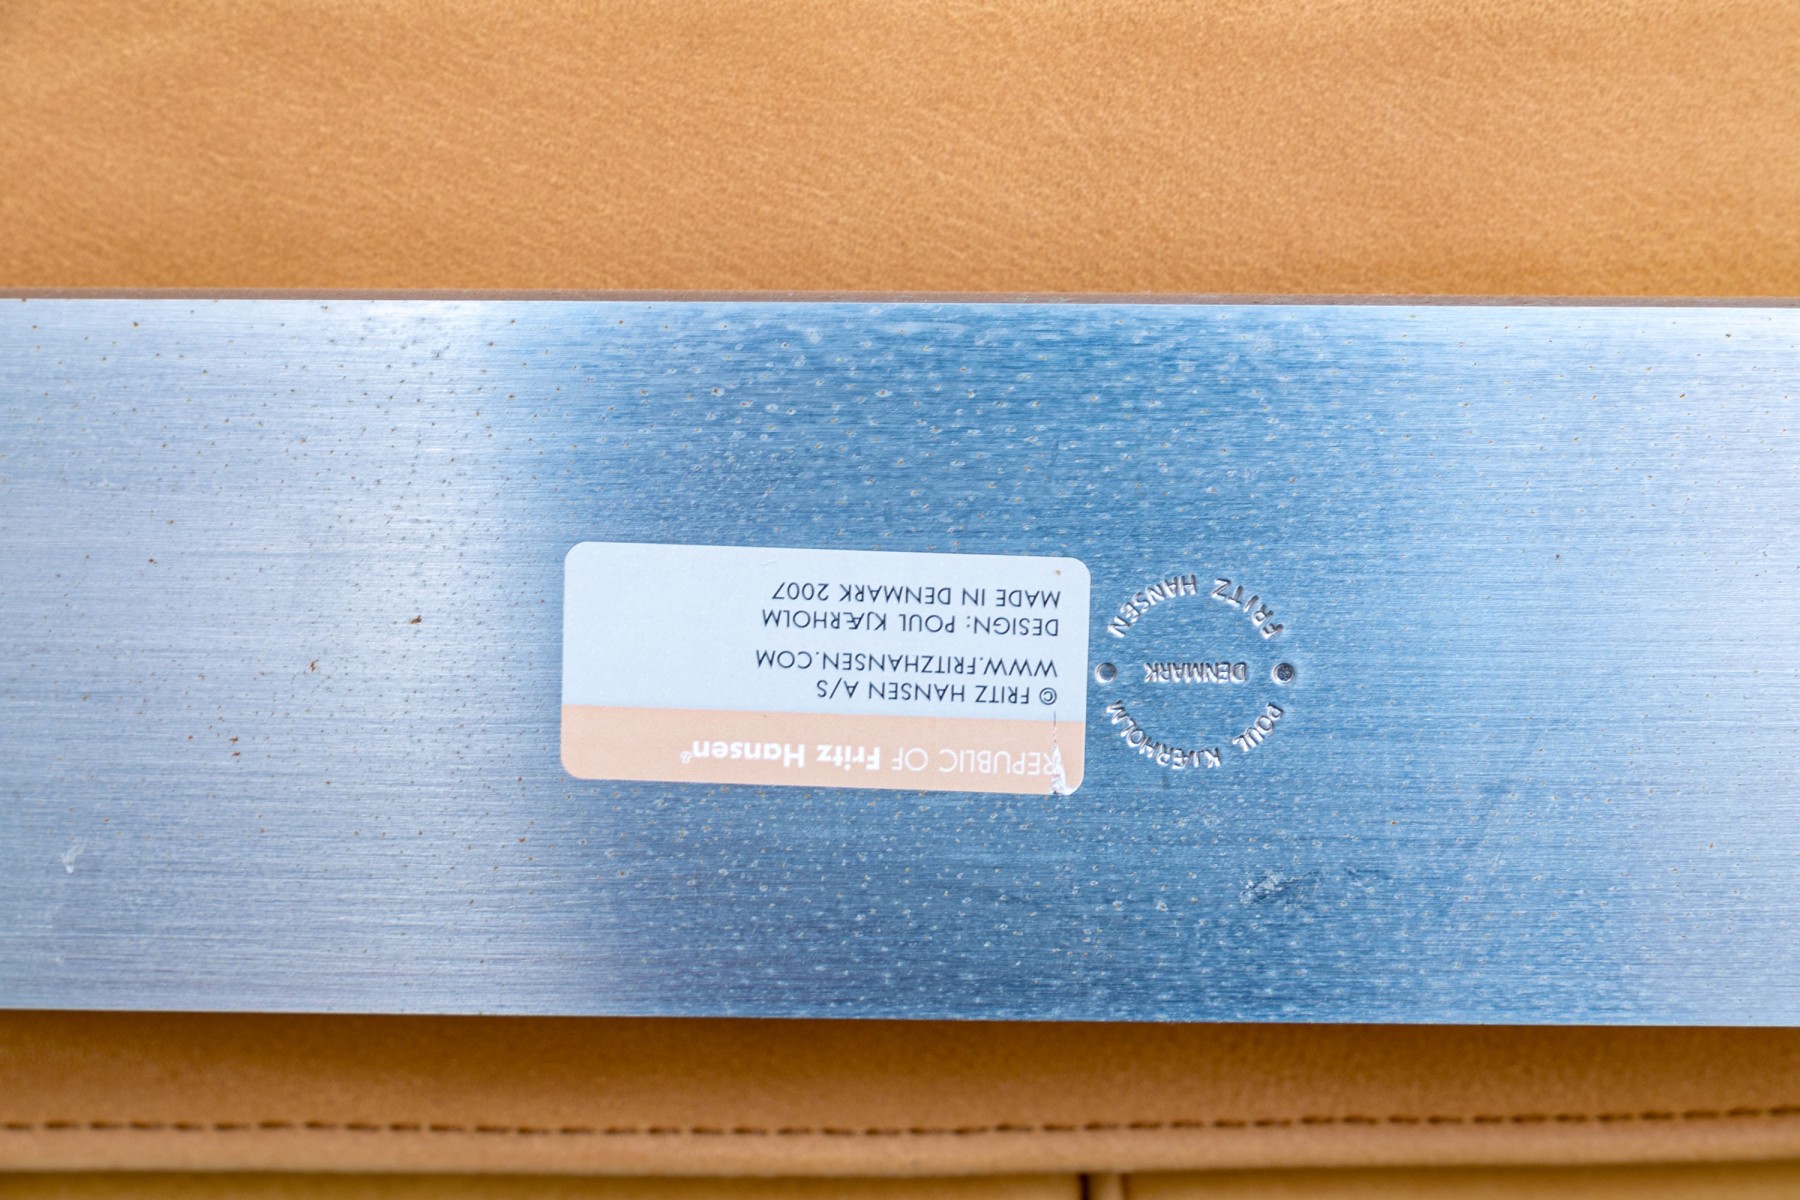 REPUBLIC OF Fritz Hansen®
© FRITZ HANSEN A/S
WWW.FRITZHANSEN.COM
DESIGN: POUL KJÆRHOLM
MADE IN DENMARK 2007
POUL KJÆRHOLM
DENMARK
FRITZ HANSEN